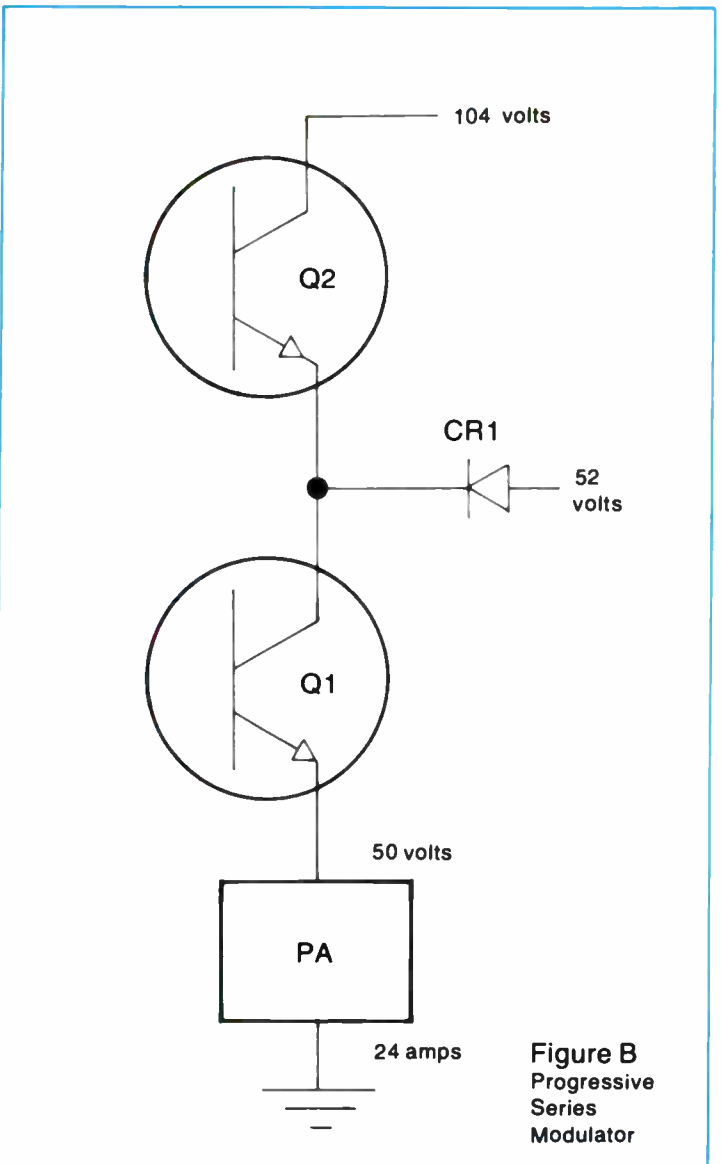 104 volts
Q2
CR1
52
volts
Q1
50 volts
PA
24 amps
Figure B
Progressive
Series
Modulator